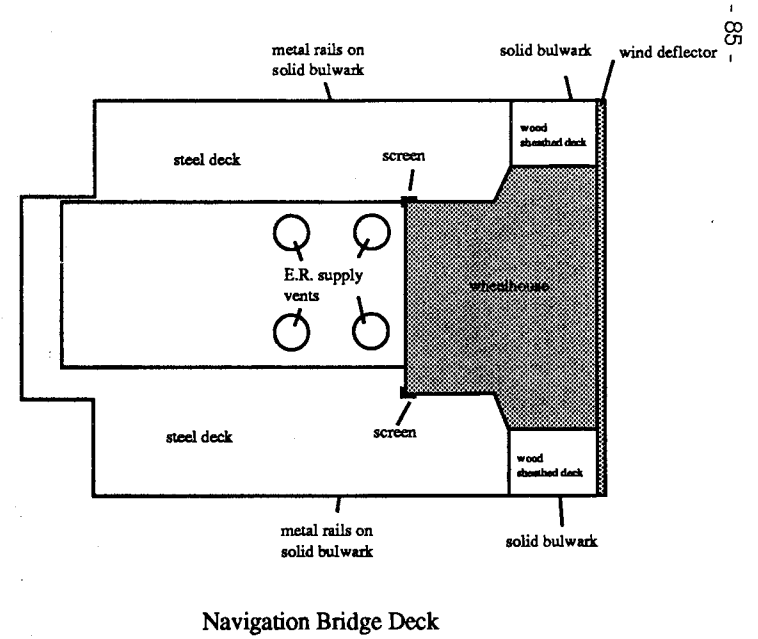 - 85 -
metal rails on
solid bulwark
solid bulwark
wind deflector
wood
sheathed deck
steel deck
screen
E.R. supply
vents
wheelhouse
steel deck
screen
wood
sheathed deck
metal rails on
solid bulwark
solid bulwark
Navigation Bridge Deck